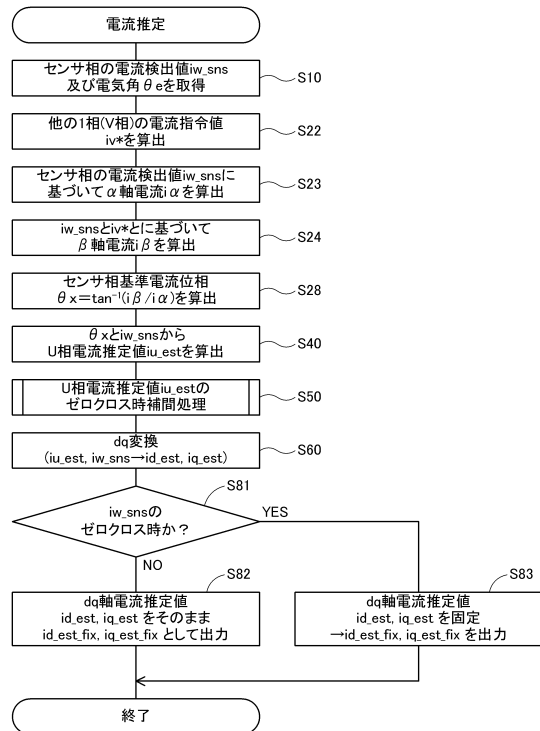 電流推定
センサ相の電流検出値iw_sns
及び電気角θeを取得
S10
他の1相(V相)の電流指令値
iv*を算出
S22
センサ相の電流検出値iw_snsに
基づいてα軸電流iαを算出
S23
iw_snsとiv*とに基づいて
β軸電流iβを算出
S24
センサ相基準電流位相
θx=tan⁻¹(iβ/iα)を算出
S28
θxとiw_snsから
U相電流推定値iu_estを算出
S40
U相電流推定値iu_estの
ゼロクロス時補間処理
S50
dq変換
(iu_est, iw_sns→id_est, iq_est)
S60
S81
iw_snsの
ゼロクロス時か?
YES
NO
S82
dq軸電流推定値
id_est, iq_est をそのまま
id_est_fix, iq_est_fix として出力
S83
dq軸電流推定値
id_est, iq_est を固定
→id_est_fix, iq_est_fix を出力
終了